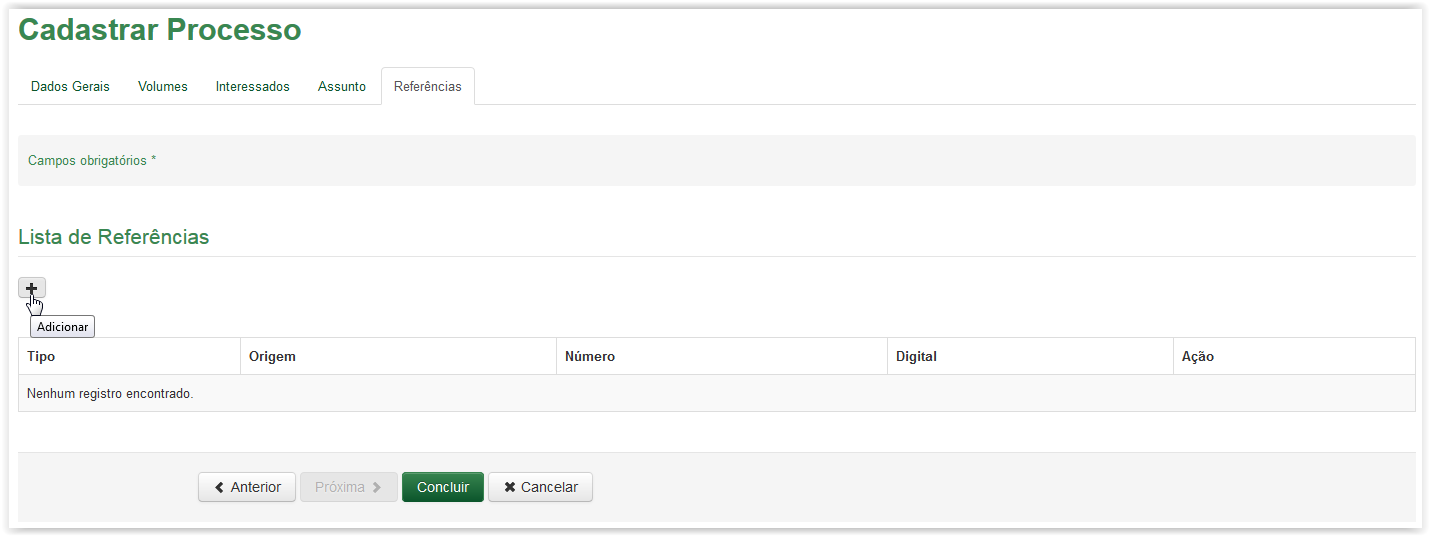 Cadastrar Processo
Dados Gerais Volumes Interessados Assunto Referências
Campos obrigatórios *
Lista de Referências
Adicionar
Tipo Origem Número Digital Ação
Nenhum registro encontrado.
Anterior Próxima Concluir Cancelar